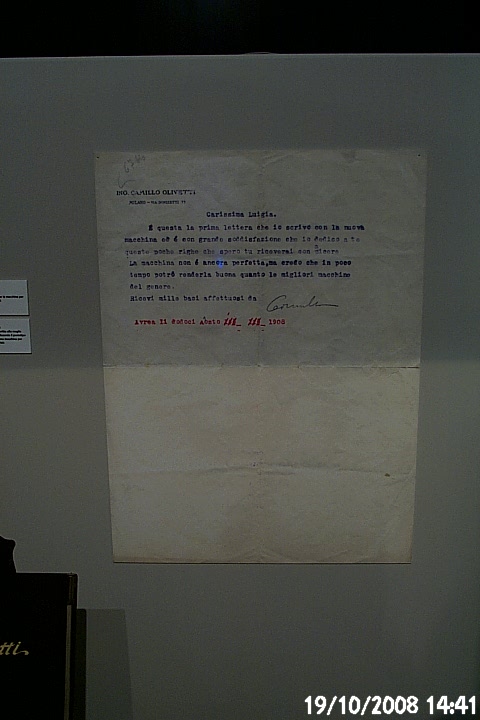 ING. CAMILLO OLIVETTI
MILANO
Carissima Luigia.
È questa la prima lettera che io scrivo con la nuova
macchina ed é con grande soddisfazione che io dedico a te
queste poche righe che spero tu riceverai con
La macchina non é ancora perfetta,ma credo che in poco
tempo potrò renderla buona quanto le migliori macchine
del genere.
Ricevi mille baci affettuosi da
Camillo
1908
tti
19/10/2008 14:41